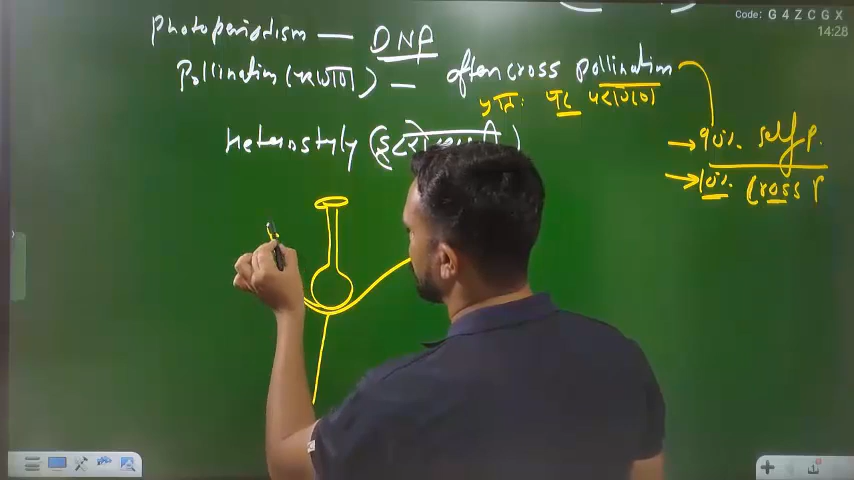 Code: G 4 Z C G X
14:28
Photoperiodism — DNP
Pollination (परागण) — often cross pollination
प्रायः पर परागण
→ 90% self P.
→ 10% Cross P
Heterostyly